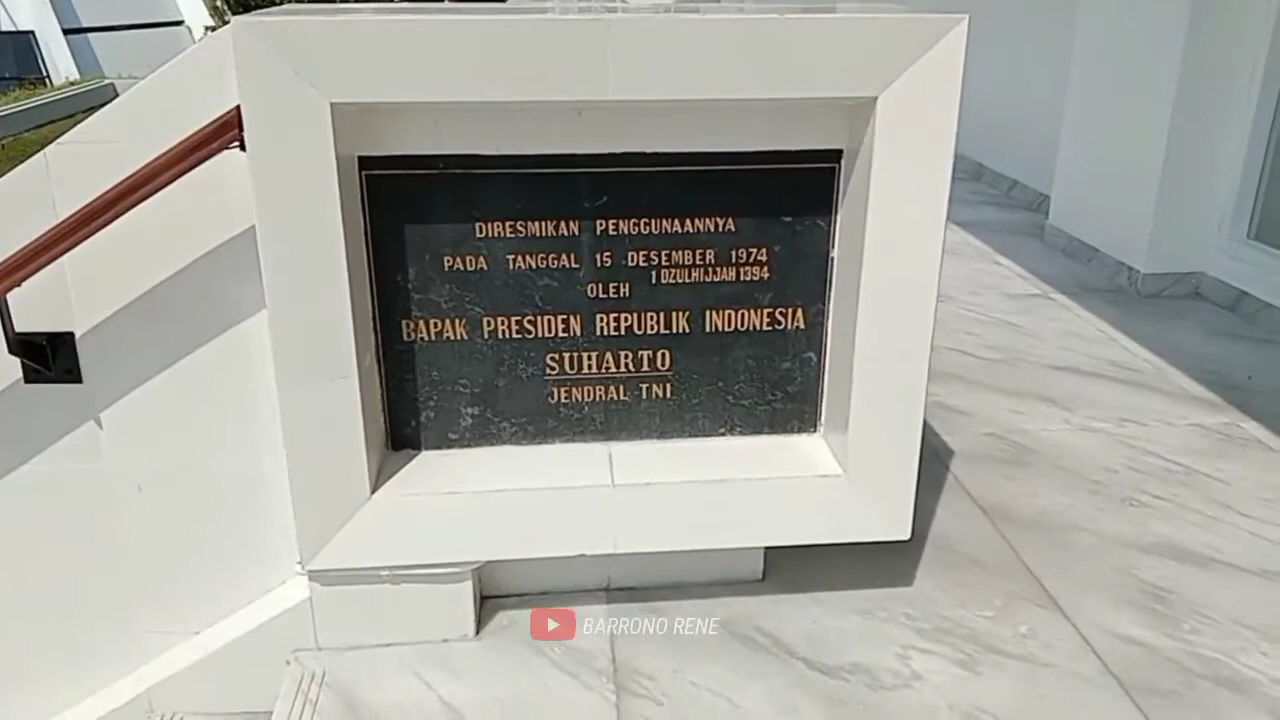 DIRESMIKAN PENGGUNAANNYA
PADA TANGGAL 15 DESEMBER 1974
1 DZULHIJJAH 1394
OLEH
BAPAK PRESIDEN REPUBLIK INDONESIA
SUHARTO
JENDRAL TNI
BARRONO RENE